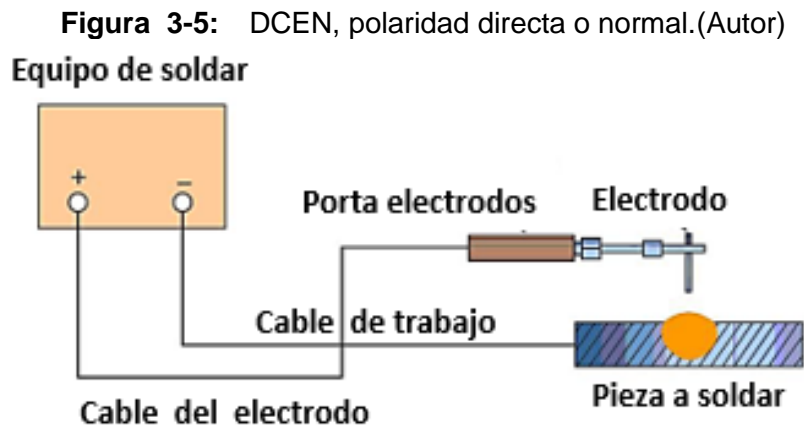 Figura 3-5: DCEN, polaridad directa o normal.(Autor)
Equipo de soldar
+ −
Porta electrodos Electrodo
Cable de trabajo
Pieza a soldar
Cable del electrodo